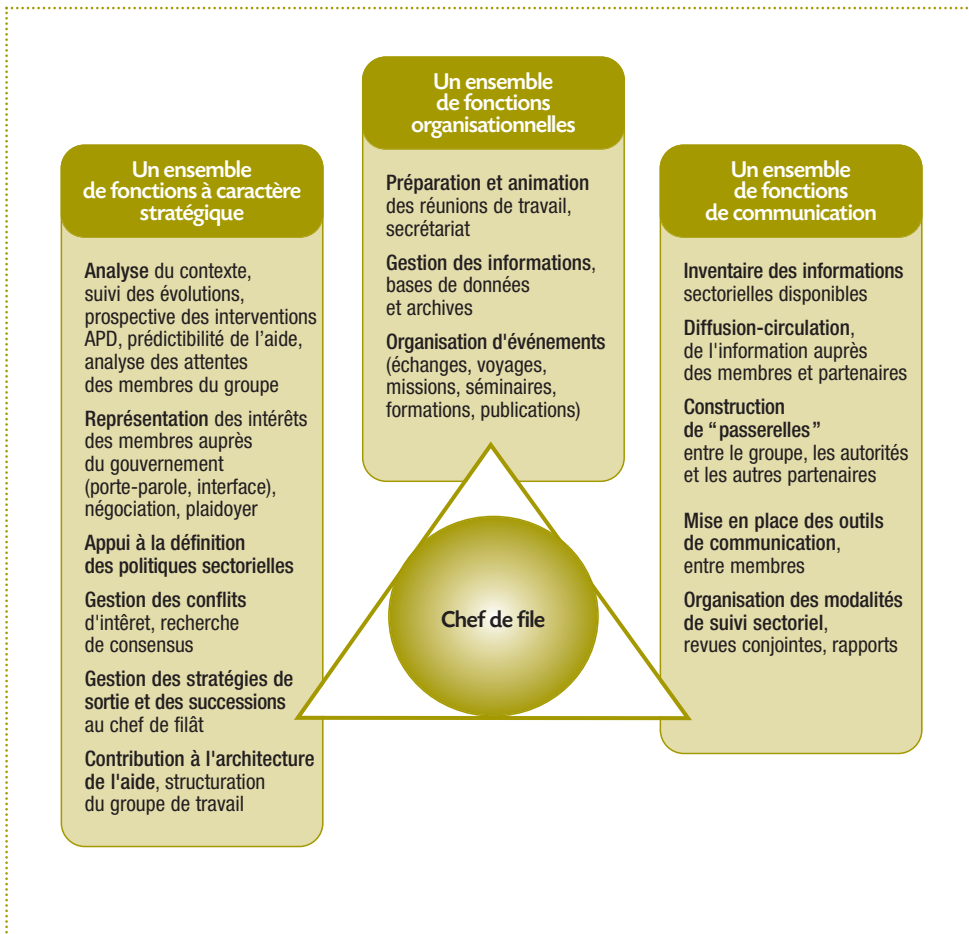 Un ensemble
de fonctions à caractère
stratégique
Analyse du contexte,
suivi des évolutions,
prospective des interventions
APD, prédictibilité de l’aide,
analyse des attentes
des membres du groupe
Représentation des intérêts
des membres auprès
du gouvernement
(porte-parole, interface),
négociation, plaidoyer
Appui à la définition
des politiques sectorielles
Gestion des conflits
d'intêret, recherche
de consensus
Gestion des stratégies de
sortie et des successions
au chef de filât
Contribution à l'architecture
de l'aide, structuration
du groupe de travail
Un ensemble
de fonctions
organisationnelles
Préparation et animation
des réunions de travail,
secrétariat
Gestion des informations,
bases de données
et archives
Organisation d'événements
(échanges, voyages,
missions, séminaires,
formations, publications)
Chef de file
Un ensemble
de fonctions
de communication
Inventaire des informations
sectorielles disponibles
Diffusion-circulation,
de l'information auprès
des membres et partenaires
Construction
de “passerelles”
entre le groupe, les autorités
et les autres partenaires
Mise en place des outils
de communication,
entre membres
Organisation des modalités
de suivi sectoriel,
revues conjointes, rapports